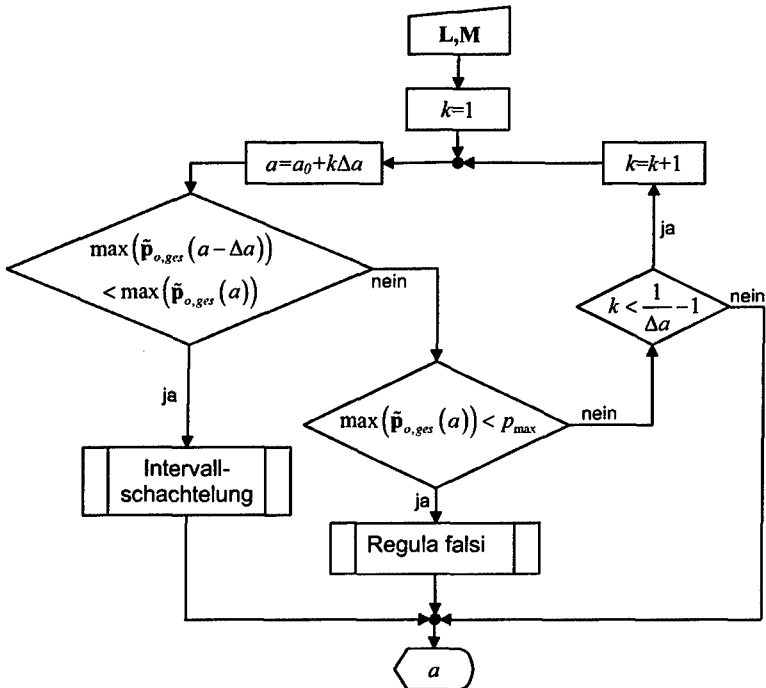 L,M
k=1
a=a₀+kΔa
k=k+1
max(p̃ₒ,ges(a−Δa))
< max(p̃ₒ,ges(a))
nein
ja
k < 1/Δa −1
nein
ja
max(p̃ₒ,ges(a)) < pmax
nein
ja
Intervall-
schachtelung
Regula falsi
a